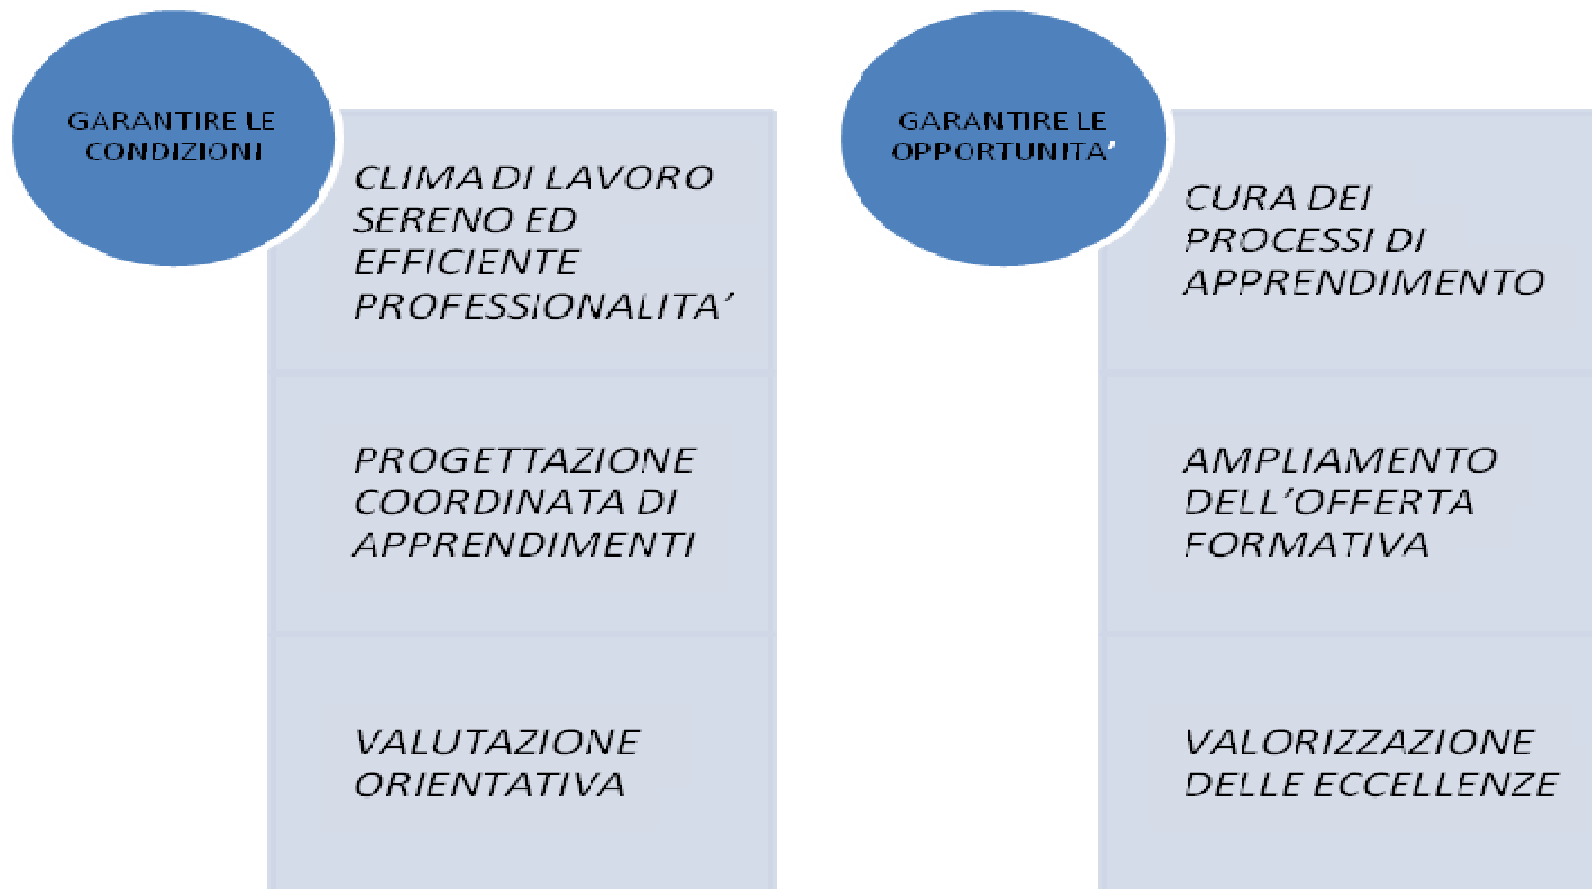 GARANTIRE LE
CONDIZIONI
CLIMA DI LAVORO
SERENO ED
EFFICIENTE
PROFESSIONALITA’
PROGETTAZIONE
COORDINATA DI
APPRENDIMENTI
VALUTAZIONE
ORIENTATIVA
GARANTIRE LE
OPPORTUNITA’
CURA DEI
PROCESSI DI
APPRENDIMENTO
AMPLIAMENTO
DELL’OFFERTA
FORMATIVA
VALORIZZAZIONE
DELLE ECCELLENZE